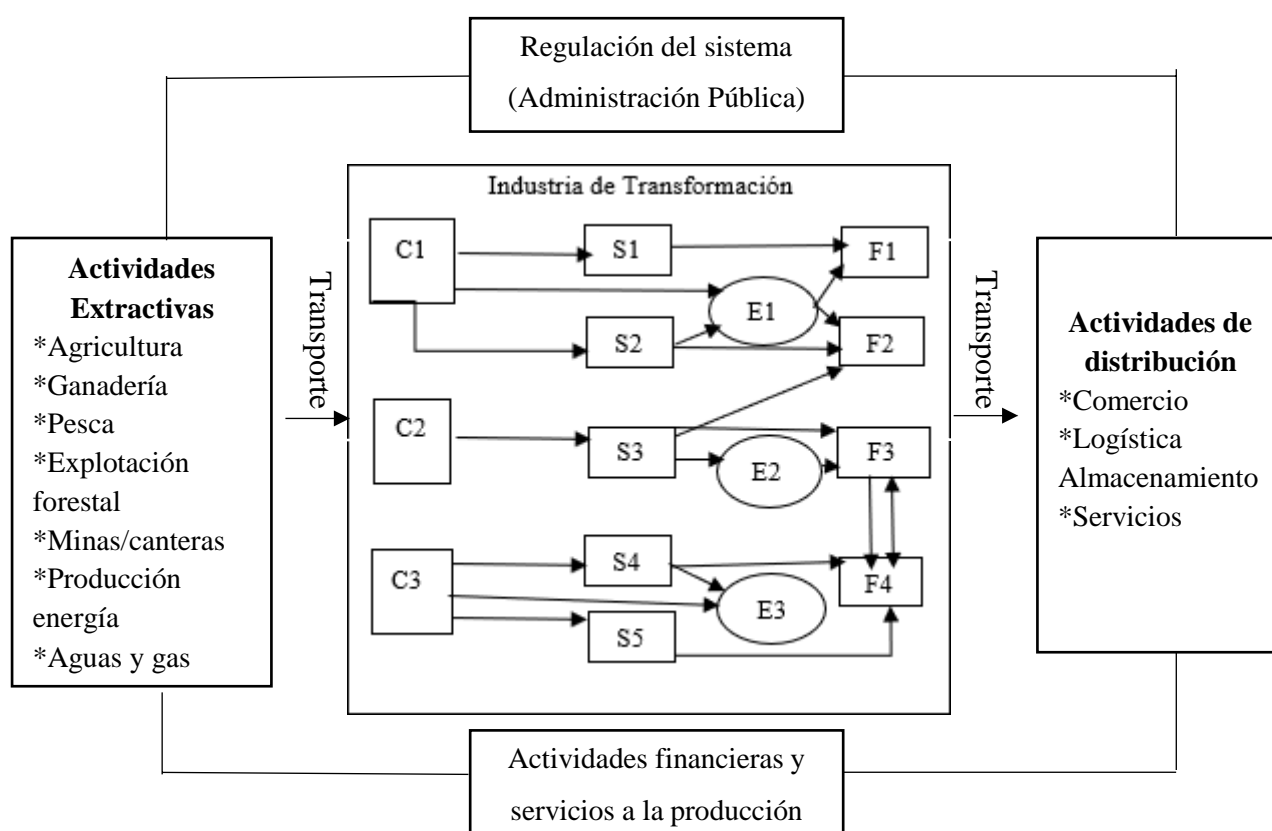 Regulación del sistema
(Administración Pública)
Actividades
Extractivas
*Agricultura
*Ganadería
*Pesca
*Explotación
forestal
*Minas/canteras
*Producción
energía
*Aguas y gas
Transporte
Industria de Transformación
C1
S1
F1
E1
S2
F2
C2
S3
F3
E2
C3
S4
F4
E3
S5
Transporte
Actividades de
distribución
*Comercio
*Logística
Almacenamiento
*Servicios
Actividades financieras y
servicios a la producción